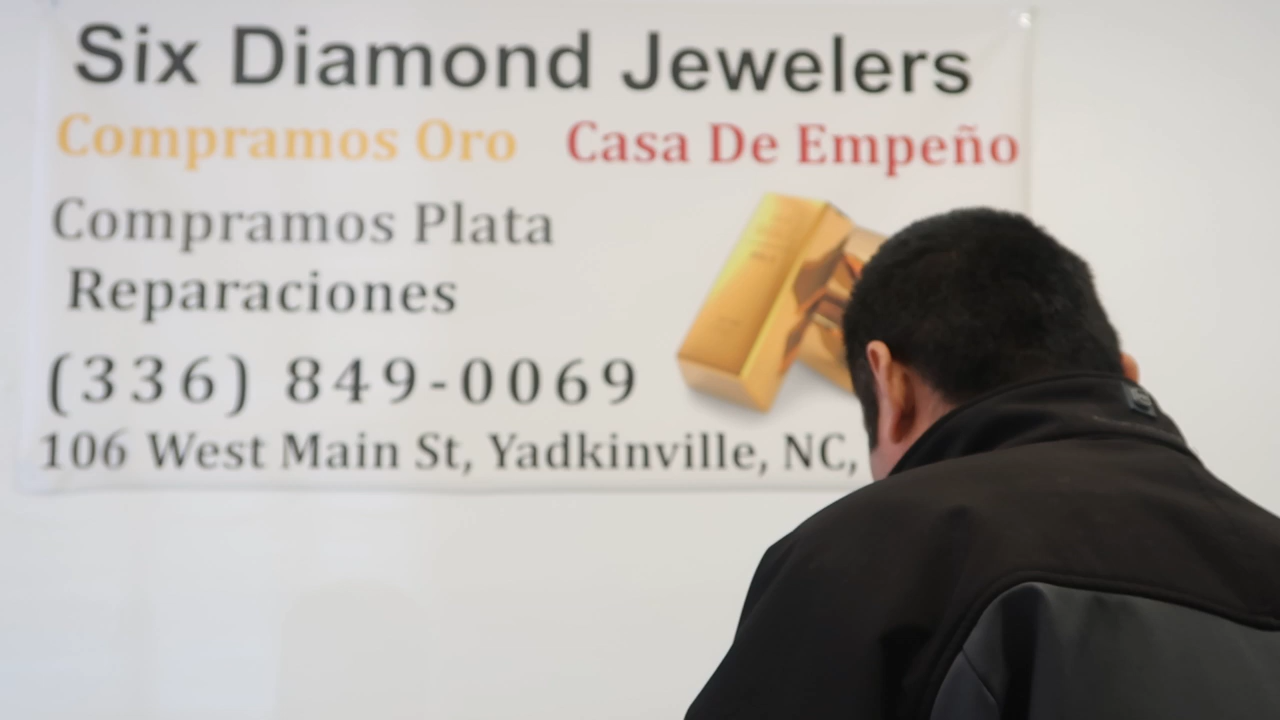 Six Diamond Jewelers
Compramos Oro Casa De Empeño
Compramos Plata
Reparaciones
(336) 849-0069
106 West Main St, Yadkinville, NC,